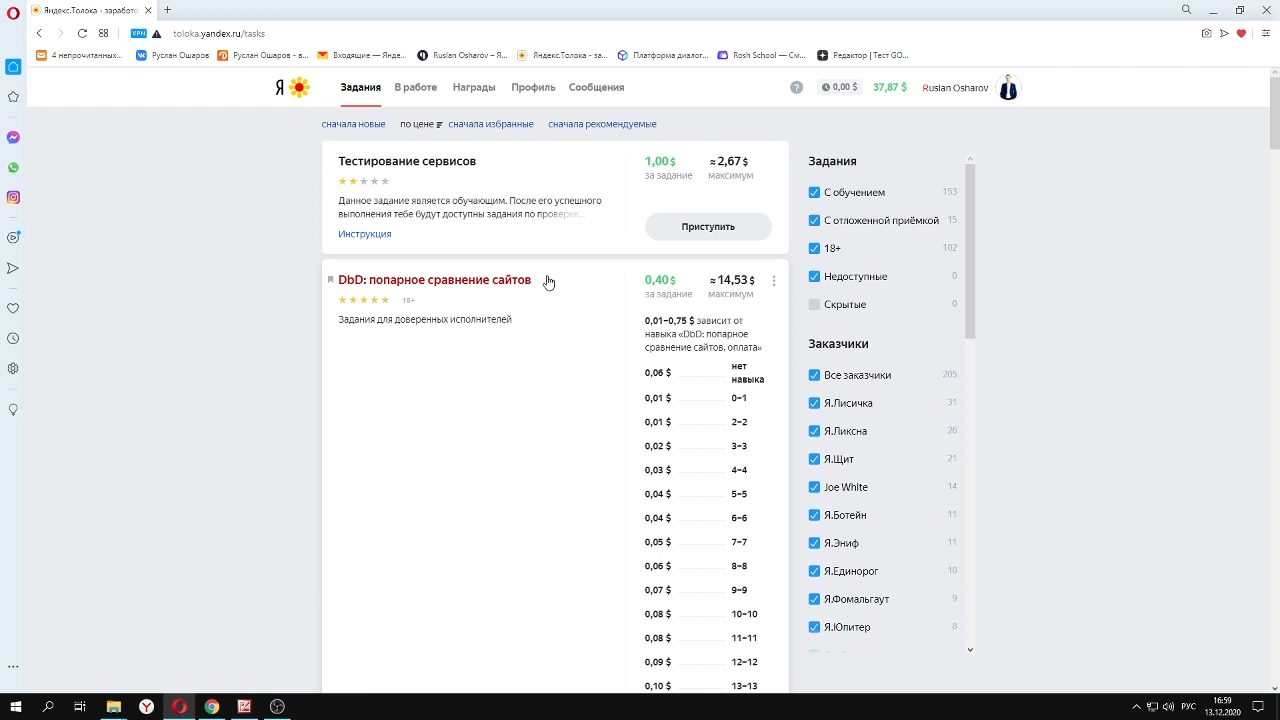 Яндекс.Толока - заработо
VPN
toloka.yandex.ru/tasks
4 непрочитанных...
Руслан Ошаров
Руслан Ошаров - в...
Входящие — Янде...
Ruslan Osharov – Я...
Яндекс.Толока - за...
Платформа диалог...
Rosh School — См...
Редактор | Тест GO...
Я
Задания
В работе
Награды
Профиль
Сообщения
?
0,00 $
37,87 $
Ruslan Osharov
сначала новые
по цене
сначала избранные
сначала рекомендуемые
Тестирование сервисов
1,00 $
за задание
≈ 2,67 $
максимум
Данное задание является обучающим. После его успешного
выполнения тебе будут доступны задания по проверке...
Инструкция
Приступить
DbD: попарное сравнение сайтов
18+
Задания для доверенных исполнителей
0,40 $
за задание
≈ 14,53 $
максимум
0,01–0,75 $ зависит от
навыка «DbD: попарное
сравнение сайтов, оплата»
0,06 $ нет
навыка
0,01 $ 0–1
0,01 $ 2–2
0,02 $ 3–3
0,03 $ 4–4
0,04 $ 5–5
0,04 $ 6–6
0,05 $ 7–7
0,06 $ 8–8
0,07 $ 9–9
0,08 $ 10–10
0,08 $ 11–11
0,09 $ 12–12
0,10 $ 13–13
Задания
С обучением 153
С отложенной приёмкой 15
18+ 102
Недоступные 0
Скрытые 0
Заказчики
Все заказчики 205
Я.Лисичка 31
Я.Ликсна 26
Я.Щит 21
Joe White 14
Я.Ботейн 11
Я.Эниф 11
Я.Единорог 10
Я.Фомальгаут 9
Я.Юпитер 8
РУС
16:59
13.12.2020